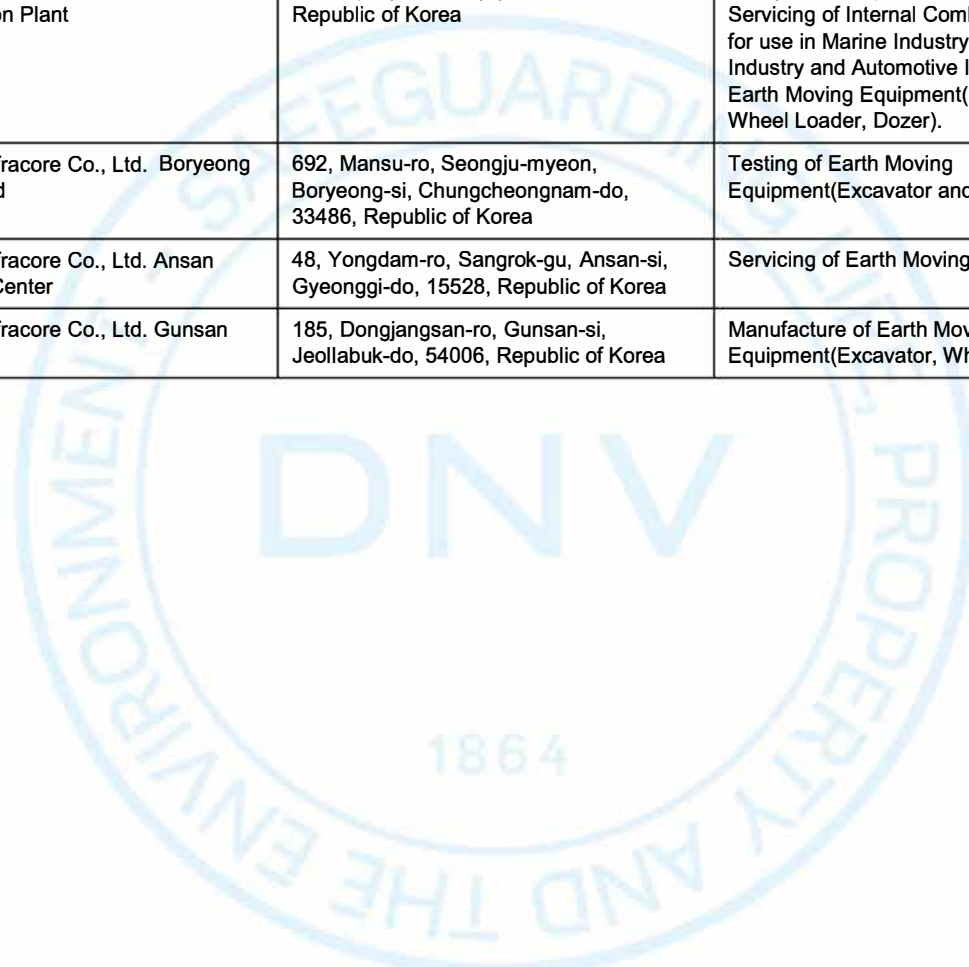 on Plant
Republic of Korea
Servicing of Internal Com
for use in Marine Industry
Industry and Automotive I
Earth Moving Equipment(
Wheel Loader, Dozer).
fracore Co., Ltd. Boryeong
d
692, Mansu-ro, Seongju-myeon,
Boryeong-si, Chungcheongnam-do,
33486, Republic of Korea
Testing of Earth Moving
Equipment(Excavator and
fracore Co., Ltd. Ansan
Center
48, Yongdam-ro, Sangrok-gu, Ansan-si,
Gyeonggi-do, 15528, Republic of Korea
Servicing of Earth Moving
fracore Co., Ltd. Gunsan
185, Dongjangsan-ro, Gunsan-si,
Jeollabuk-do, 54006, Republic of Korea
Manufacture of Earth Mov
Equipment(Excavator, Wh
SAFEGUARDING LIFE, PROPERTY AND THE ENVIRONMENT
DNV
1864